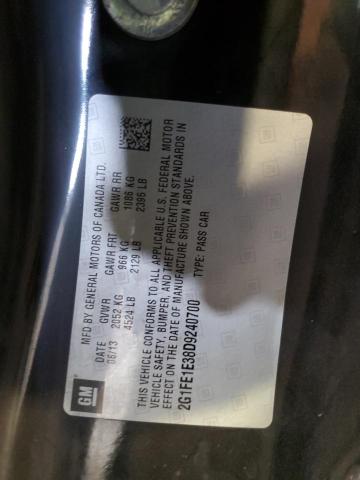 GM
MFD BY GENERAL MOTORS OF CANADA LTD.
DATE GVWR GAWR FRT GAWR RR
06/13 2052 KG 966 KG 1086 KG
4524 LB 2129 LB 2395 LB
THIS VEHICLE CONFORMS TO ALL APPLICABLE U.S. FEDERAL MOTOR
VEHICLE SAFETY, BUMPER, AND THEFT PREVENTION STANDARDS IN
EFFECT ON THE DATE OF MANUFACTURE SHOWN ABOVE.
2G1FE1E38D9240700 TYPE: PASS CAR